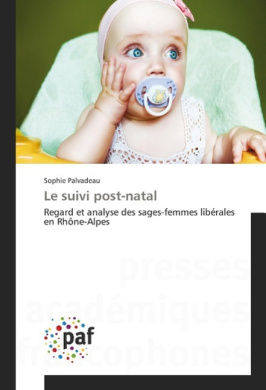 Sophie Palvadeau
Le suivi post-natal
Regard et analyse des sages-femmes libérales
en Rhône-Alpes
presses
académiques
francophones
paf